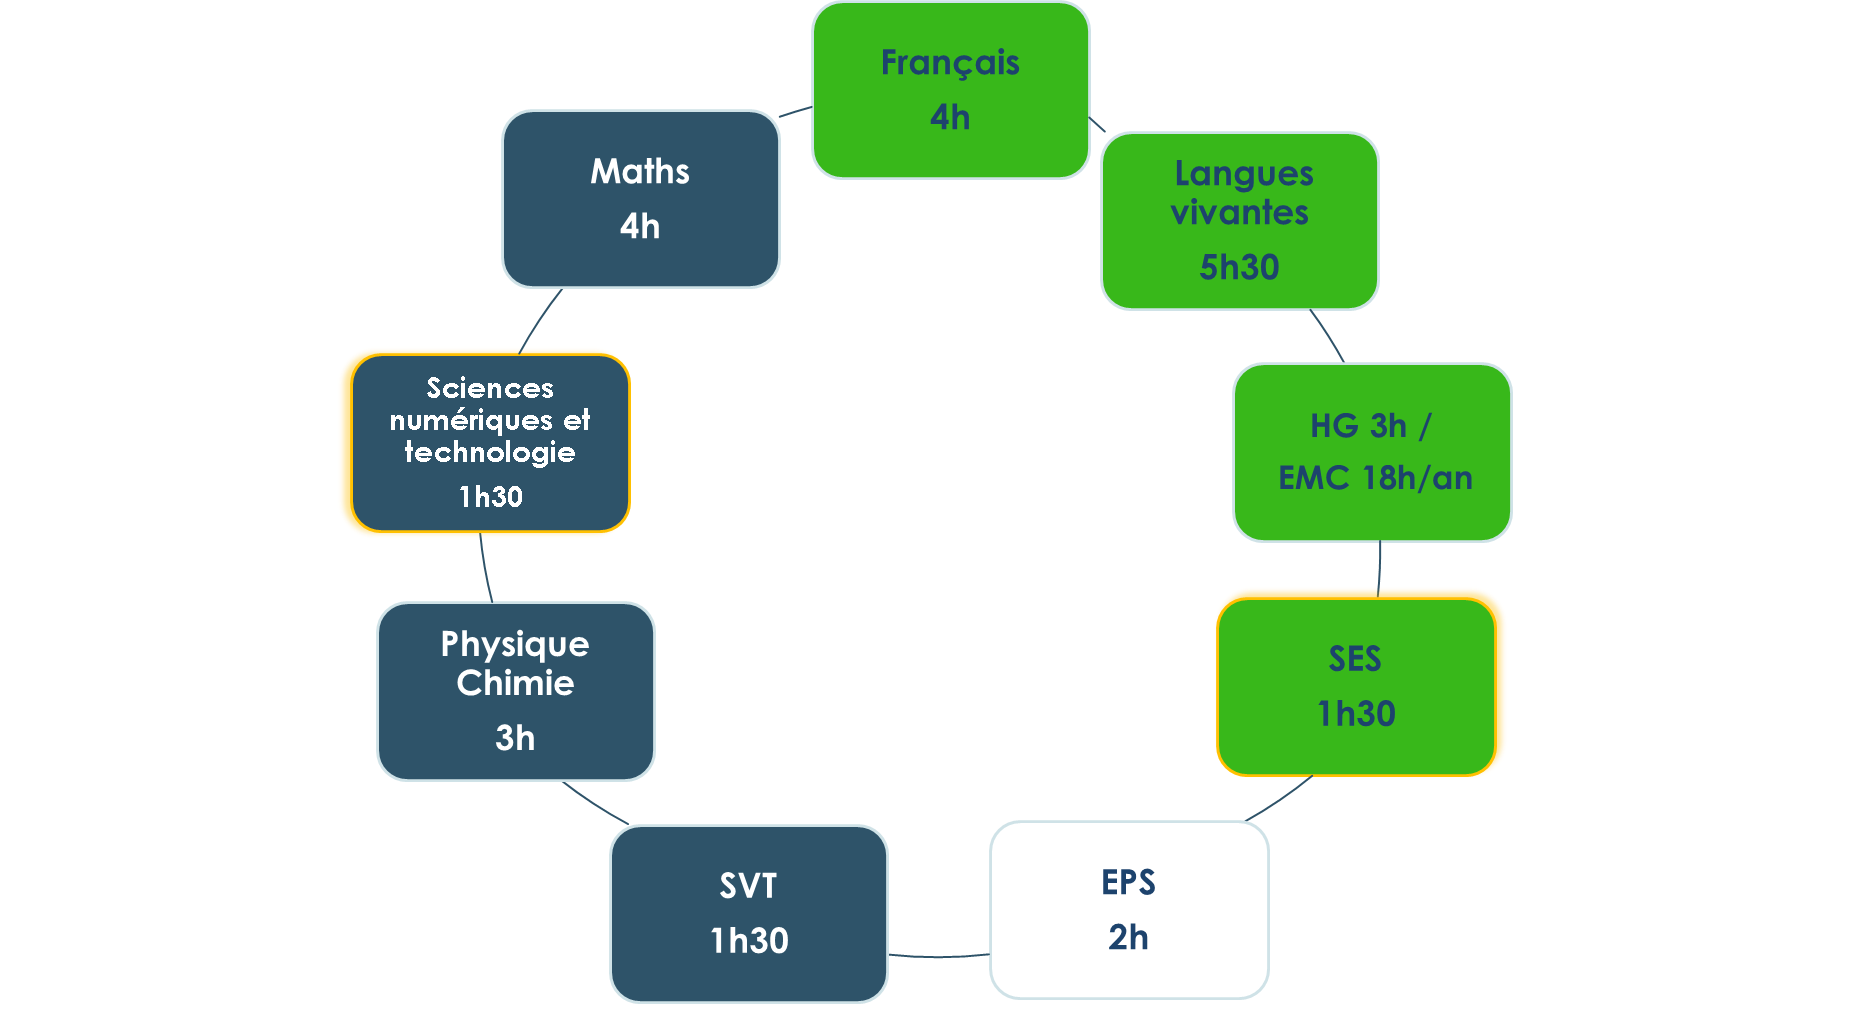 Français
4h
Langues
vivantes
5h30
HG 3h /
EMC 18h/an
SES
1h30
EPS
2h
SVT
1h30
Physique
Chimie
3h
Sciences
numériques et
technologie
1h30
Maths
4h